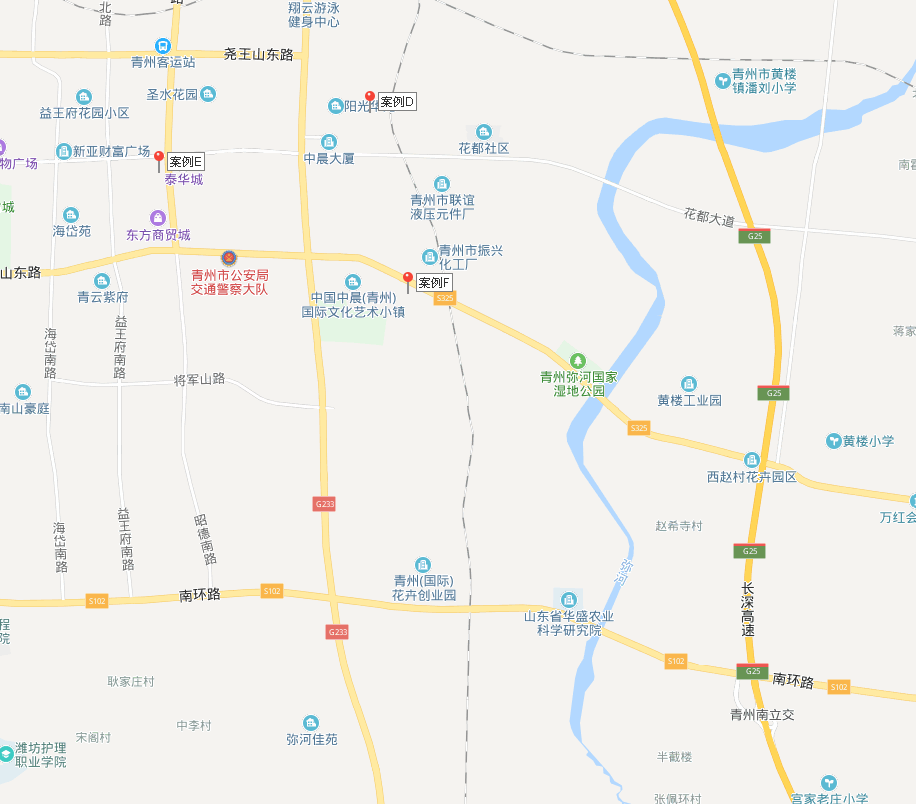 北
路
路
翔云游泳
健身中心
青州客运站
尧王山东路
圣水花园
益王府花园小区
阳光华
案例D
青州市黄楼
镇潘刘小学
物广场
新亚财富广场
案例E
泰华城
中晨大厦
花都社区
南霍
城
海岱苑
东方商贸城
青州市联谊
液压元件厂
花都大道
G25
山东路
青州市公安局
交通警察大队
青州市振兴
化工厂
案例F
S325
青云紫府
中国中晨(青州)
国际文化艺术小镇
海岱南路
益王府南路
蒋家
将军山路
南山豪庭
青州弥河国家
湿地公园
黄楼工业园
G25
S325
黄楼小学
西赵村花卉园区
G233
万红会
海岱南路
益王府南路
昭德南路
赵希寺村
G25
弥河
青州(国际)
花卉创业园
长深高速
S102
南环路
S102
山东省华盛农业
科学研究院
程
院
G233
S102
G25
南环路
S102
耿家庄村
青州南立交
中李村
宋阁村
弥河佳苑
潍坊护理
职业学院
半截楼
张佩环村
宫家老庄小学